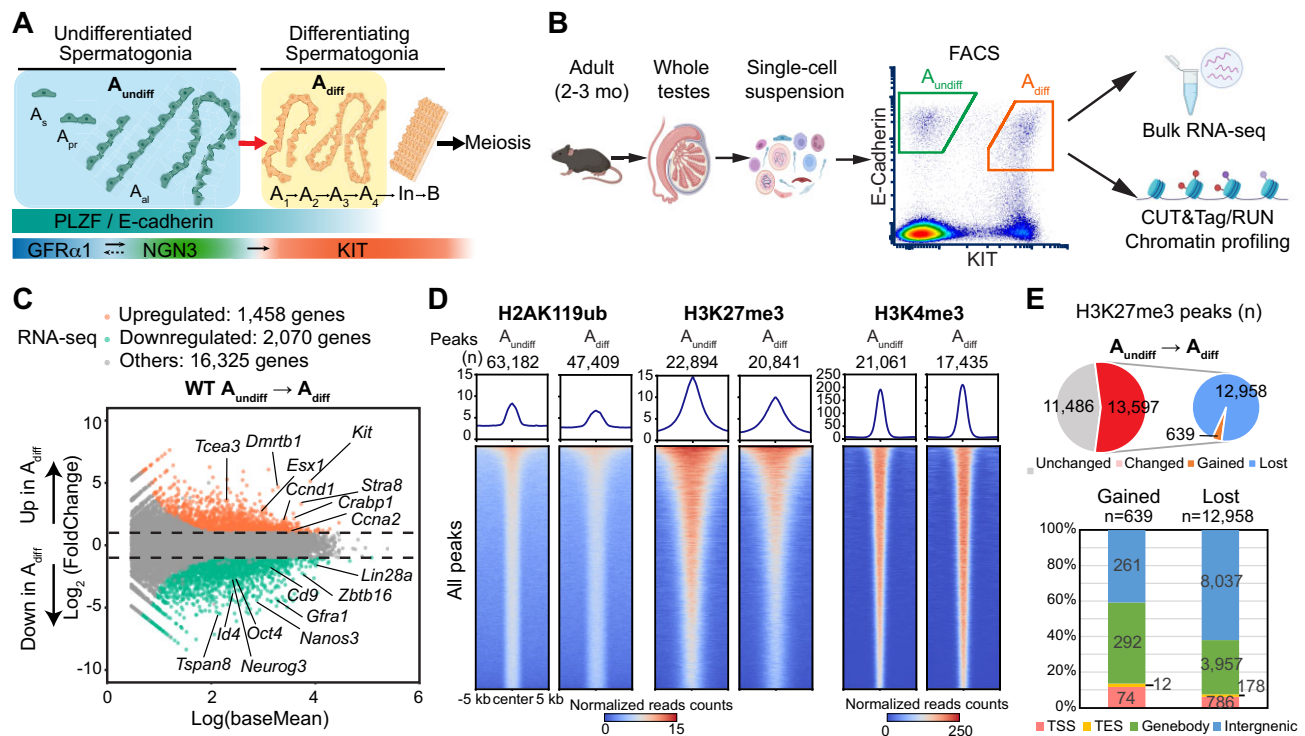 A
Undifferentiated
Spermatogonia
Differentiating
Spermatogonia
Aundiff
Adiff
As
Apr
Aal
A1→A2→A3→A4→In→B
Meiosis
PLZF / E-cadherin
GFRα1
NGN3
KIT
B
Adult
(2-3 mo)
Whole
testes
Single-cell
suspension
FACS
Aundiff
Adiff
E-Cadherin
KIT
Bulk RNA-seq
CUT&Tag/RUN
Chromatin profiling
C
RNA-seq
Upregulated: 1,458 genes
Downregulated: 2,070 genes
Others: 16,325 genes
WT Aundiff → Adiff
Up in Adiff
Down in Adiff
Log2 (FoldChange)
10
5
0
-5
-10
Tcea3
Dmrtb1
Kit
Esx1
Ccnd1
Stra8
Crabp1
Ccna2
Lin28a
Cd9
Zbtb16
Gfra1
Id4
Oct4
Nanos3
Tspan8
Neurog3
0 2 4 6
Log(baseMean)
D
H2AK119ub
H3K27me3
H3K4me3
Aundiff
Adiff
Aundiff
Adiff
Aundiff
Adiff
Peaks
(n)
63,182
47,409
22,894
20,841
21,061
17,435
15
10
5
0
15
10
5
0
250
200
150
100
50
0
All peaks
-5 kb center 5 kb
Normalized reads counts
0 15
Normalized reads counts
0 250
E
H3K27me3 peaks (n)
Aundiff → Adiff
11,486
13,597
12,958
639
Unchanged Changed Gained Lost
Gained
n=639
Lost
n=12,958
100%
80%
60%
40%
20%
0%
261
292
12
74
8,037
3,957
178
786
TSS TES Genebody Intergnenic